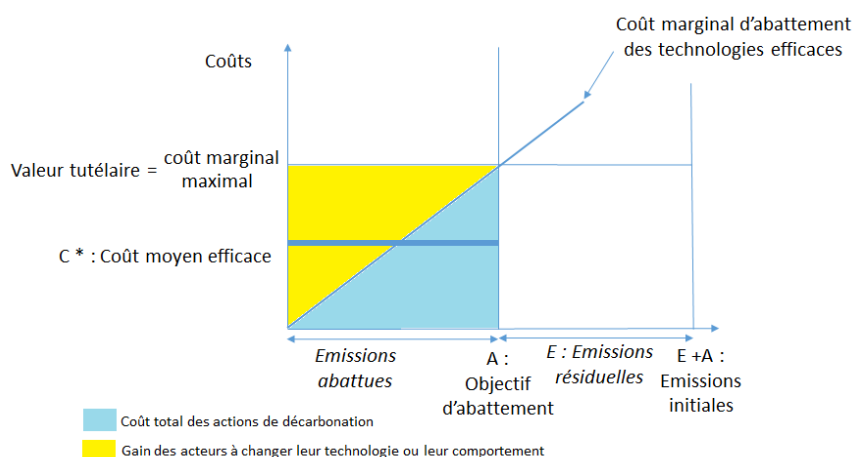 Coût marginal d’abattement
des technologies efficaces
Coûts
Valeur tutélaire = coût marginal
maximal
C * : Coût moyen efficace
Emissions
abattues
A :
Objectif
d’abattement
E : Emissions
résiduelles
E +A :
Emissions
initiales
Coût total des actions de décarbonation
Gain des acteurs à changer leur technologie ou leur comportement